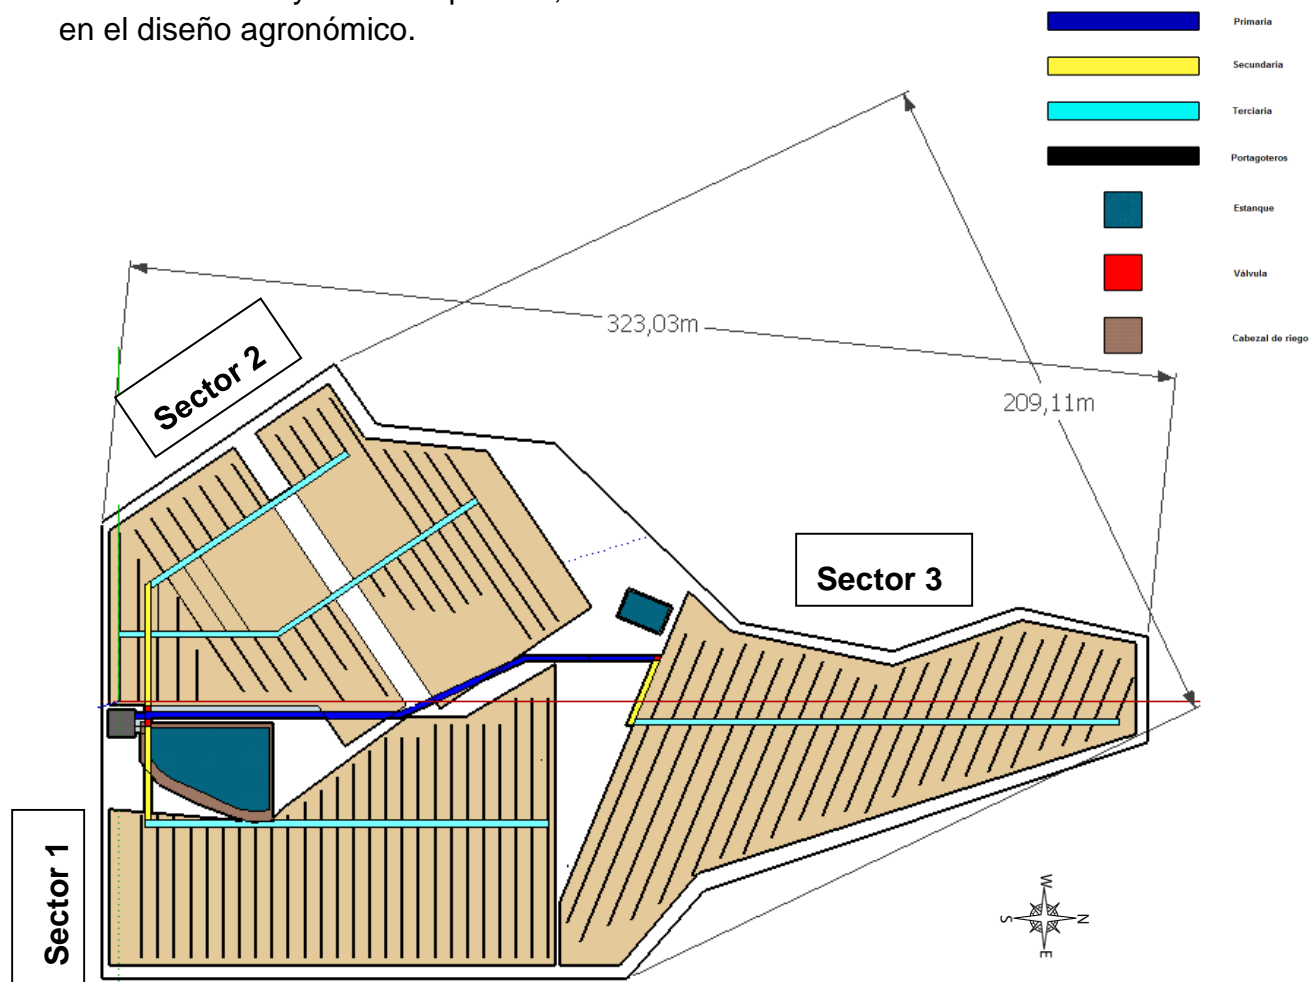 en el diseño agronómico.
Primaria
Secundaria
Terciaria
Portagoteros
Estanque
Válvula
Cabezal de riego
323,03m
209,11m
Sector 2
Sector 3
Sector 1
W
S
N
E